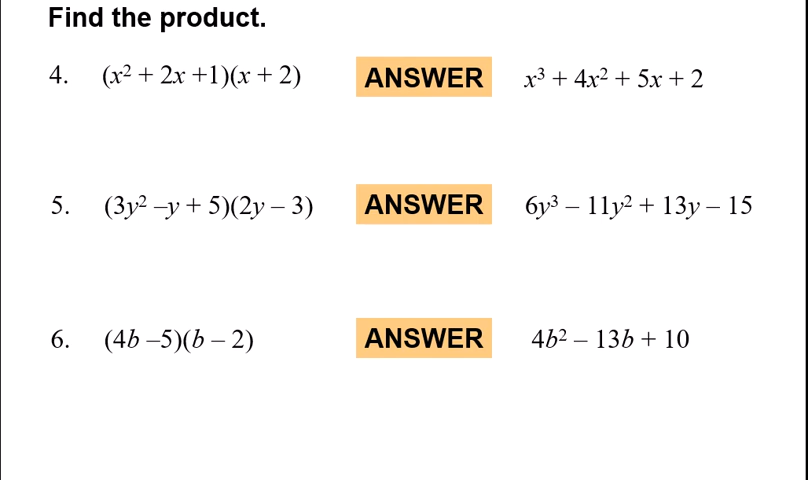 Find the product.
4. (x² + 2x +1)(x + 2) ANSWER x³ + 4x² + 5x + 2
5. (3y² –y + 5)(2y – 3) ANSWER 6y³ – 11y² + 13y – 15
6. (4b –5)(b – 2) ANSWER 4b² – 13b + 10